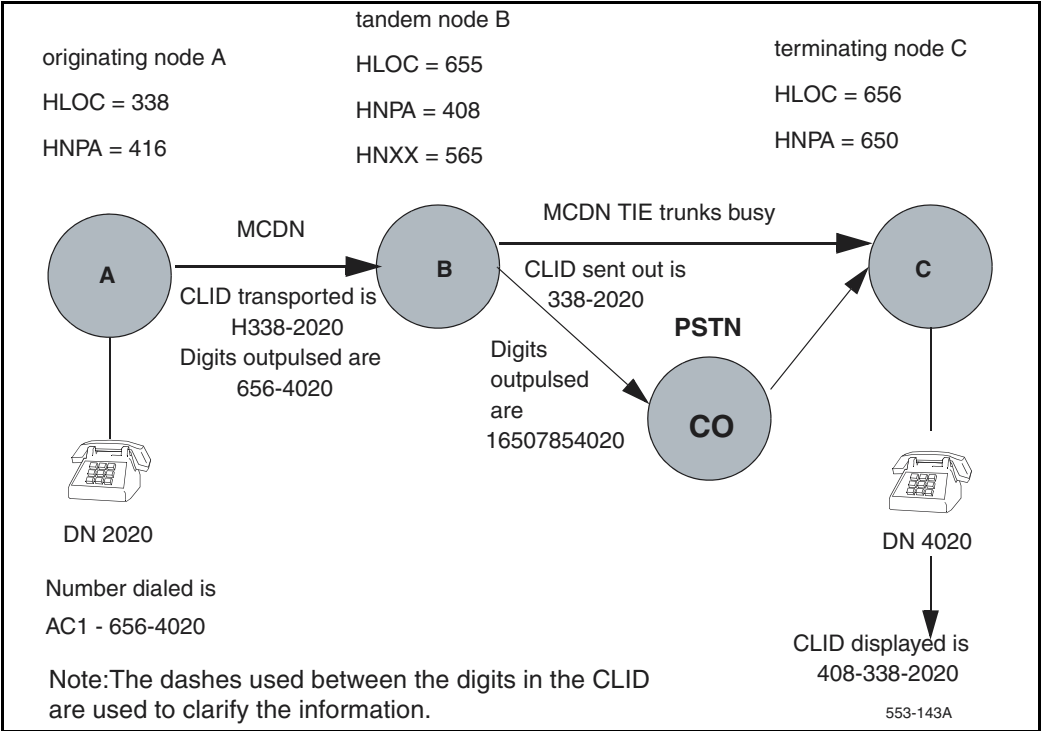 originating node A
HLOC = 338
HNPA = 416
tandem node B
HLOC = 655
HNPA = 408
HNXX = 565
terminating node C
HLOC = 656
HNPA = 650
A
MCDN
CLID transported is
H338-2020
Digits outpulsed are
656-4020
B
MCDN TIE trunks busy
CLID sent out is
338-2020
PSTN
Digits
outpulsed
are
16507854020
CO
C
DN 2020
DN 4020
Number dialed is
AC1 - 656-4020
CLID displayed is
408-338-2020
Note:The dashes used between the digits in the CLID
are used to clarify the information.
553-143A